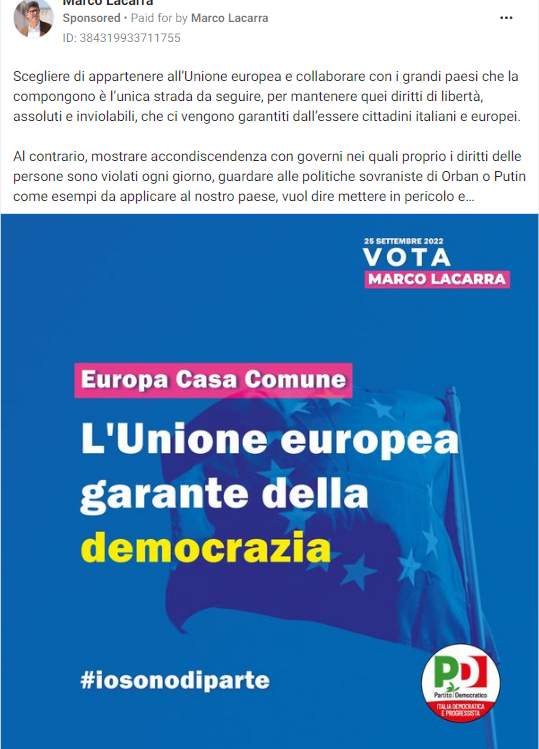 Marco Lacarra
Sponsored • Paid for by Marco Lacarra
ID: 384319933711755
Scegliere di appartenere all'Unione europea e collaborare con i grandi paesi che la
compongono è l'unica strada da seguire, per mantenere quei diritti di libertà,
assoluti e inviolabili, che ci vengono garantiti dall'essere cittadini italiani e europei.
Al contrario, mostrare accondiscendenza con governi nei quali proprio i diritti delle
persone sono violati ogni giorno, guardare alle politiche sovraniste di Orban o Putin
come esempi da applicare al nostro paese, vuol dire mettere in pericolo e…
25 SETTEMBRE 2022
VOTA
MARCO LACARRA
Europa Casa Comune
L'Unione europea
garante della
democrazia
#iosonodiparte
PD
Partito Democratico
ITALIA DEMOCRATICA
E PROGRESSISTA